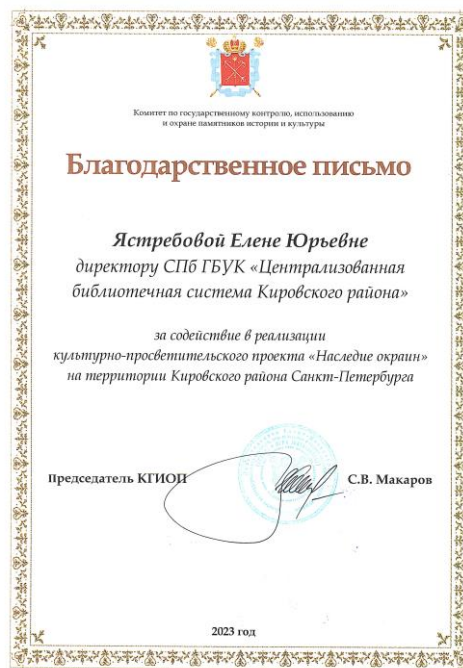 Комитет по государственному контролю, использованию
и охране памятников истории и культуры
Благодарственное письмо
Ястребовой Елене Юрьевне
директору СПб ГБУК «Централизованная
библиотечная система Кировского района»
за содействие в реализации
культурно-просветительского проекта «Наследие окраин»
на территории Кировского района Санкт-Петербурга
Председатель КГИОП
С.В. Макаров
2023 год